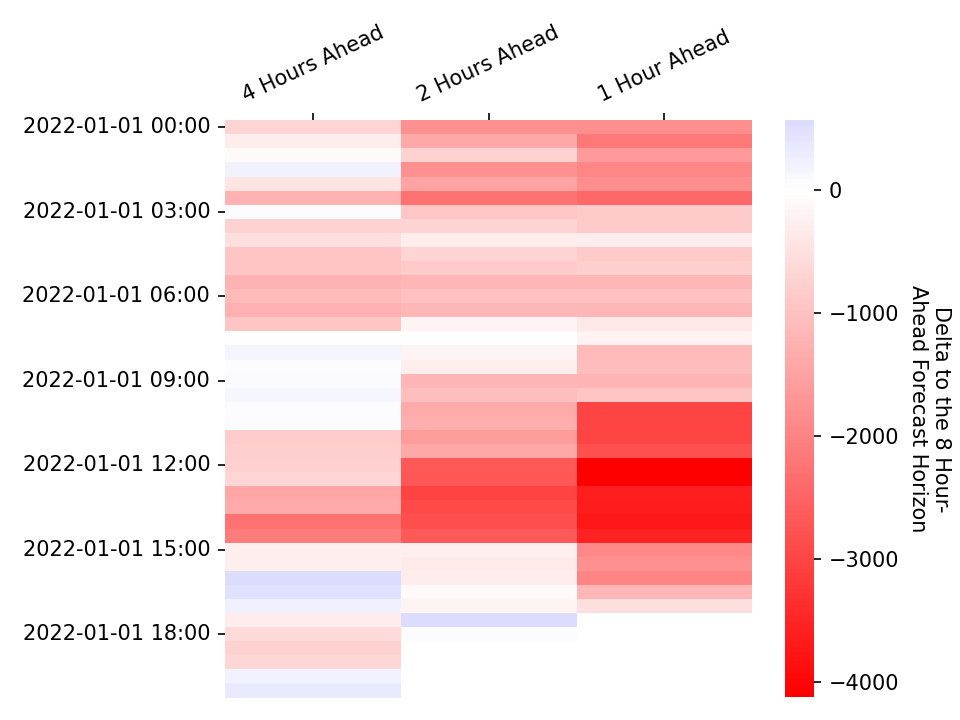 4 Hours Ahead
2 Hours Ahead
1 Hour Ahead
2022-01-01 00:00
2022-01-01 03:00
2022-01-01 06:00
2022-01-01 09:00
2022-01-01 12:00
2022-01-01 15:00
2022-01-01 18:00
0
−1000
−2000
−3000
−4000
Delta to the 8 Hour-
Ahead Forecast Horizon